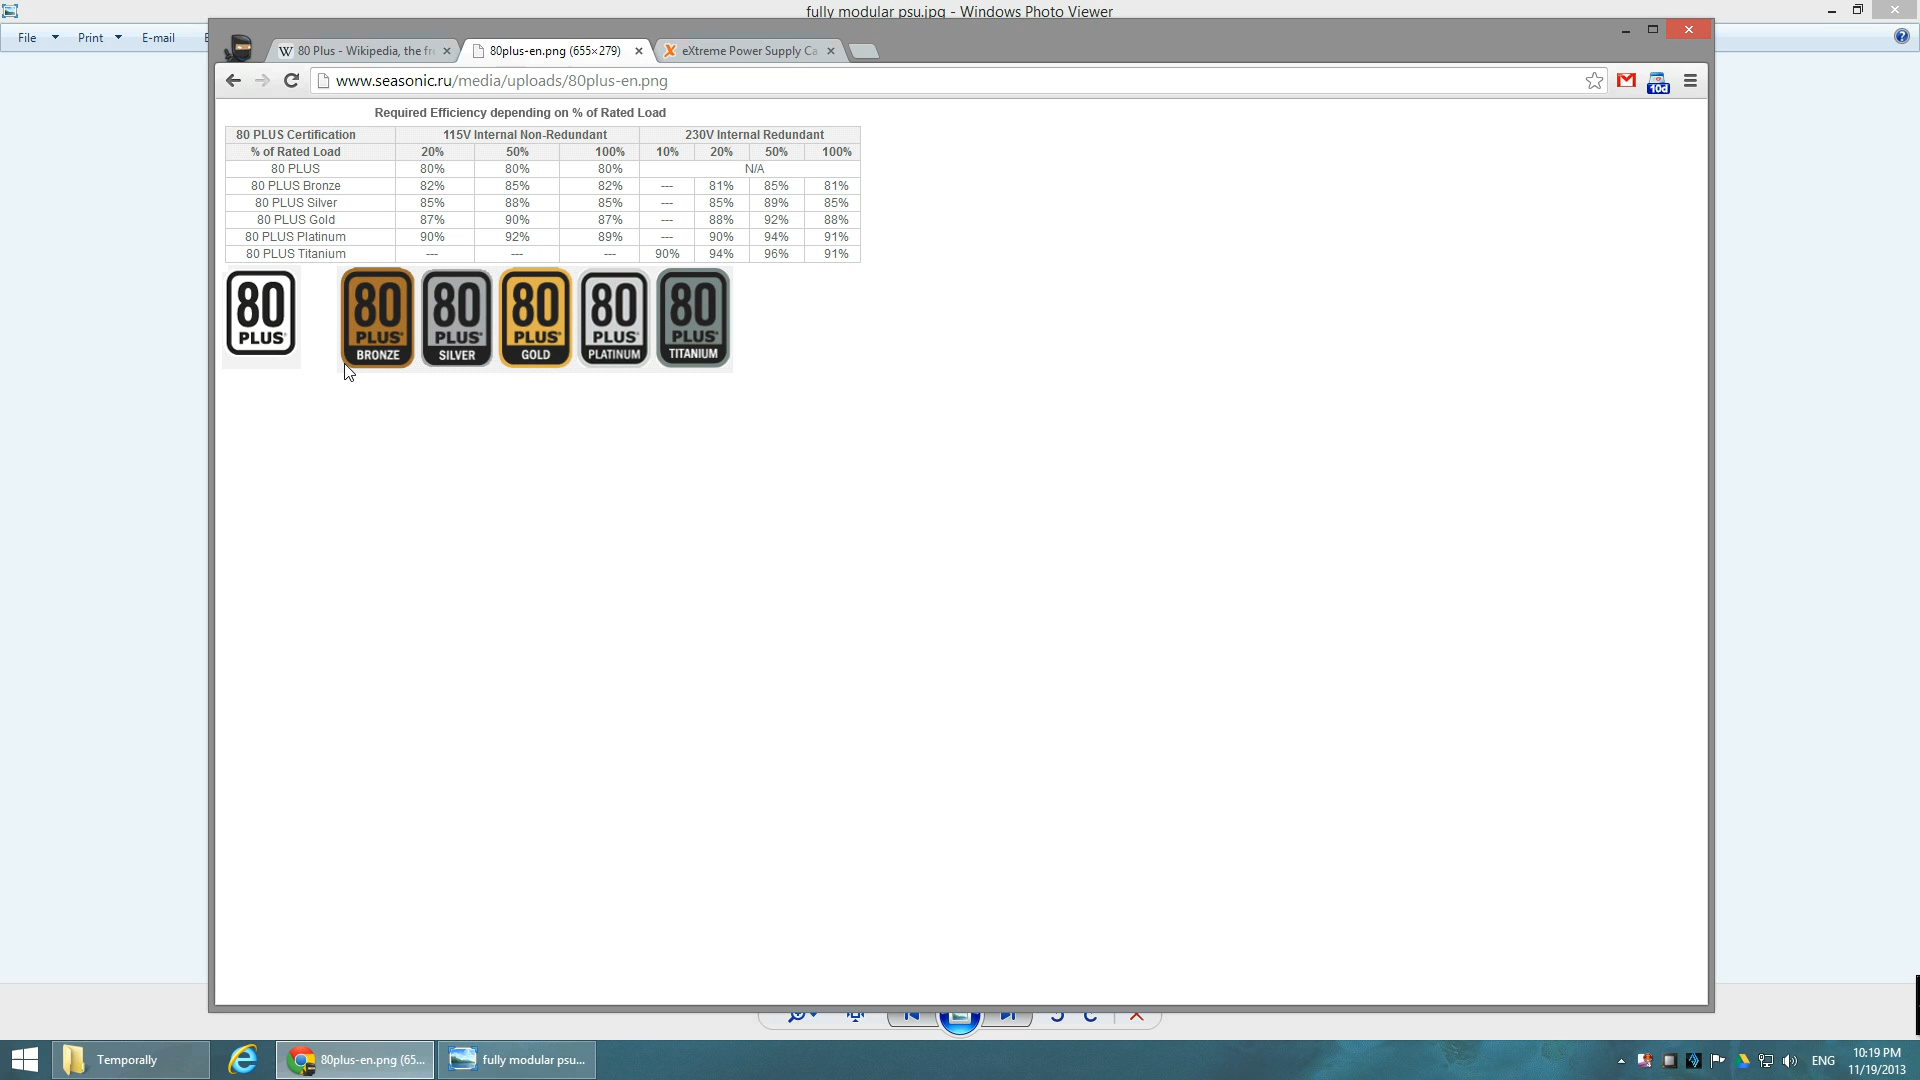 fully modular psu.jpg - Windows Photo Viewer
File Print E-mail
80 Plus - Wikipedia, the fr 80plus-en.png (655×279) eXtreme Power Supply Ca
www.seasonic.ru/media/uploads/80plus-en.png
10d
Required Efficiency depending on % of Rated Load
80 PLUS Certification 115V Internal Non-Redundant 230V Internal Redundant
% of Rated Load 20% 50% 100% 10% 20% 50% 100%
80 PLUS 80% 80% 80% N/A
80 PLUS Bronze 82% 85% 82% --- 81% 85% 81%
80 PLUS Silver 85% 88% 85% --- 85% 89% 85%
80 PLUS Gold 87% 90% 87% --- 88% 92% 88%
80 PLUS Platinum 90% 92% 89% --- 90% 94% 91%
80 PLUS Titanium --- --- --- 90% 94% 96% 91%
80 80 80 80 80 80
PLUS® PLUS® PLUS® PLUS® PLUS® PLUS®
BRONZE SILVER GOLD PLATINUM TITANIUM
Temporally 80plus-en.png (65... fully modular psu... ENG 10:19 PM
11/19/2013